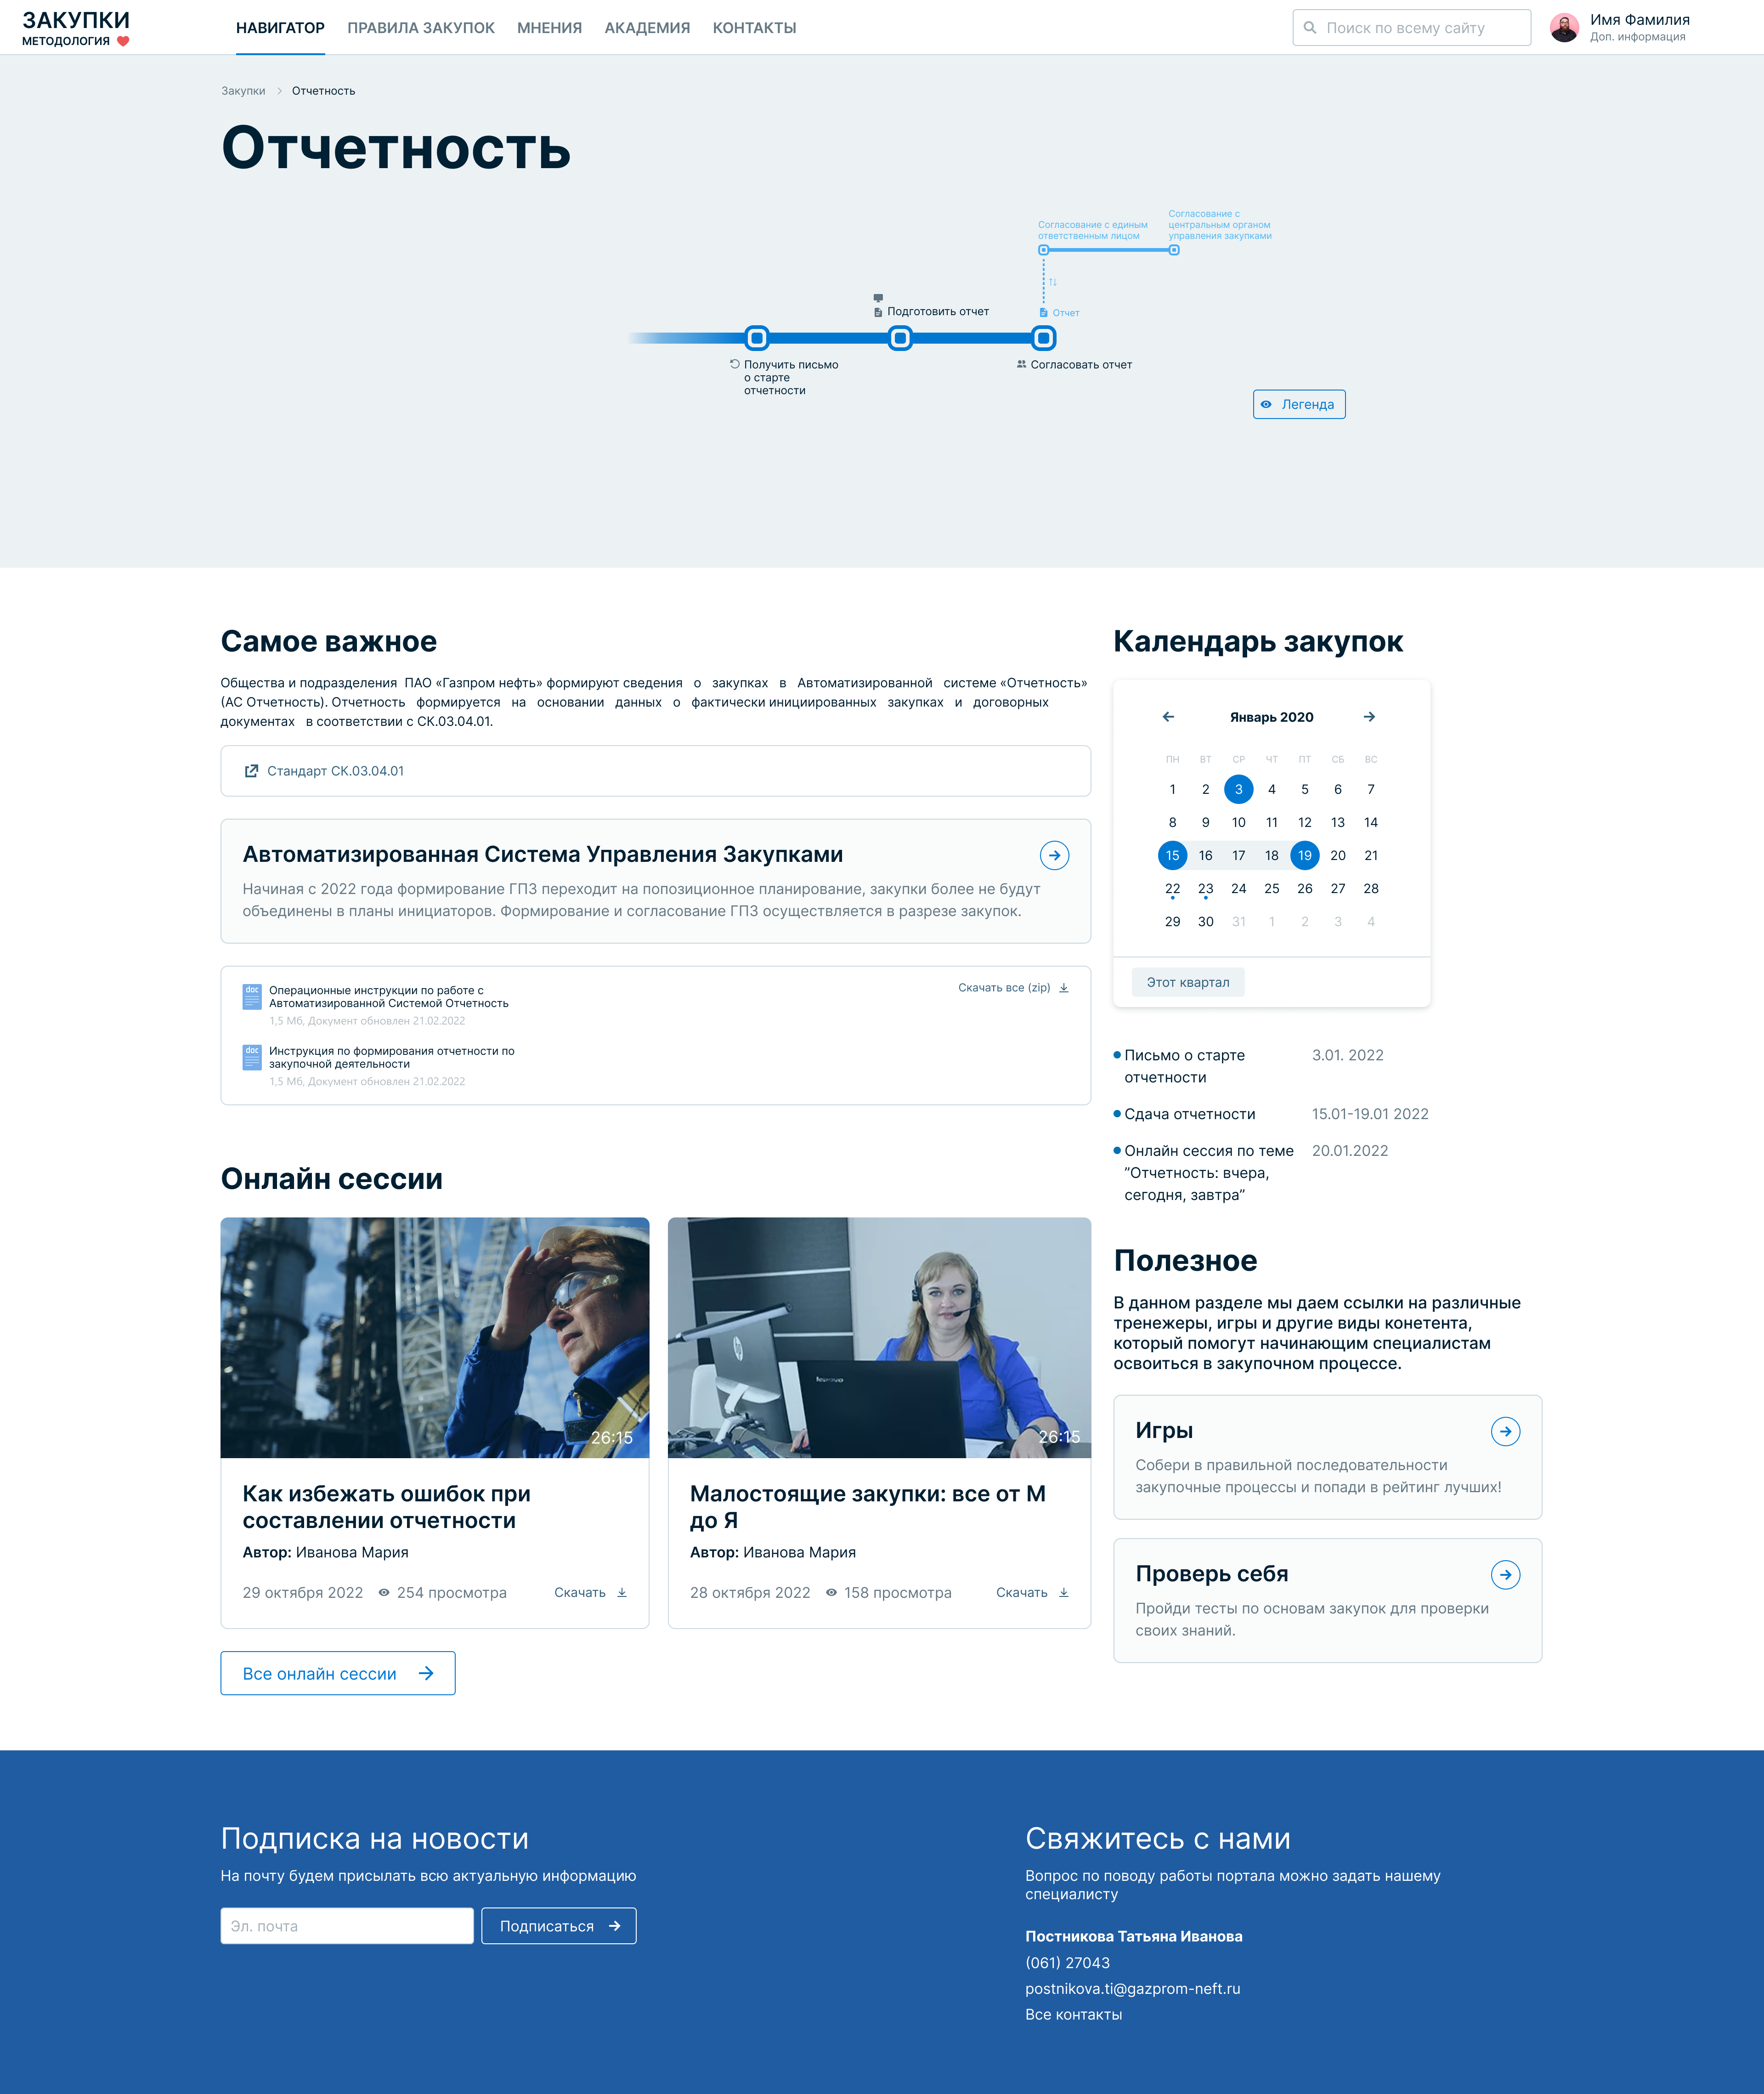 ЗАКУПКИ
МЕТОДОЛОГИЯ
НАВИГАТОР
ПРАВИЛА ЗАКУПОК
МНЕНИЯ
АКАДЕМИЯ
КОНТАКТЫ
Поиск по всему сайту
Имя Фамилия
Доп. информация
Закупки
Отчетность
Отчетность
Согласование с единым
ответственным лицом
Согласование с
центральным органом
управления закупками
Подготовить отчет
Отчет
Получить письмо
о старте
отчетности
Согласовать отчет
Легенда
Самое важное
Общества и подразделения ПАО «Газпром нефть» формируют сведения о закупках в Автоматизированной системе «Отчетность»
(АС Отчетность). Отчетность формируется на основании данных о фактически инициированных закупках и договорных
документах в соответствии с СК.03.04.01.
Стандарт СК.03.04.01
Автоматизированная Система Управления Закупками
Начиная с 2022 года формирование ГПЗ переходит на попозиционное планирование, закупки более не будут
объединены в планы инициаторов. Формирование и согласование ГПЗ осуществляется в разрезе закупок.
doc
Операционные инструкции по работе с
Автоматизированной Системой Отчетность
1,5 Мб, Документ обновлен 21.02.2022
Скачать все (zip)
doc
Инструкция по формирования отчетности по
закупочной деятельности
1,5 Мб, Документ обновлен 21.02.2022
Онлайн сессии
26:15
Как избежать ошибок при
составлении отчетности
Автор: Иванова Мария
29 октября 2022
254 просмотра
Скачать
lenovo
26:15
Малостоящие закупки: все от М
до Я
Автор: Иванова Мария
28 октября 2022
158 просмотра
Скачать
Все онлайн сессии
Календарь закупок
Январь 2020
ПН ВТ СР ЧТ ПТ СБ ВС
1 2 3 4 5 6 7
8 9 10 11 12 13 14
15 16 17 18 19 20 21
22 23 24 25 26 27 28
29 30 31 1 2 3 4
Этот квартал
Письмо о старте
отчетности
3.01. 2022
Сдача отчетности
15.01-19.01 2022
Онлайн сессия по теме
”Отчетность: вчера,
сегодня, завтра”
20.01.2022
Полезное
В данном разделе мы даем ссылки на различные
тренежеры, игры и другие виды конетента,
который помогут начинающим специалистам
освоиться в закупочном процессе.
Игры
Собери в правильной последовательности
закупочные процессы и попади в рейтинг лучших!
Проверь себя
Пройди тесты по основам закупок для проверки
своих знаний.
Подписка на новости
На почту будем присылать всю актуальную информацию
Эл. почта
Подписаться
Свяжитесь с нами
Вопрос по поводу работы портала можно задать нашему
специалисту
Постникова Татьяна Иванова
(061) 27043
postnikova.ti@gazprom-neft.ru
Все контакты